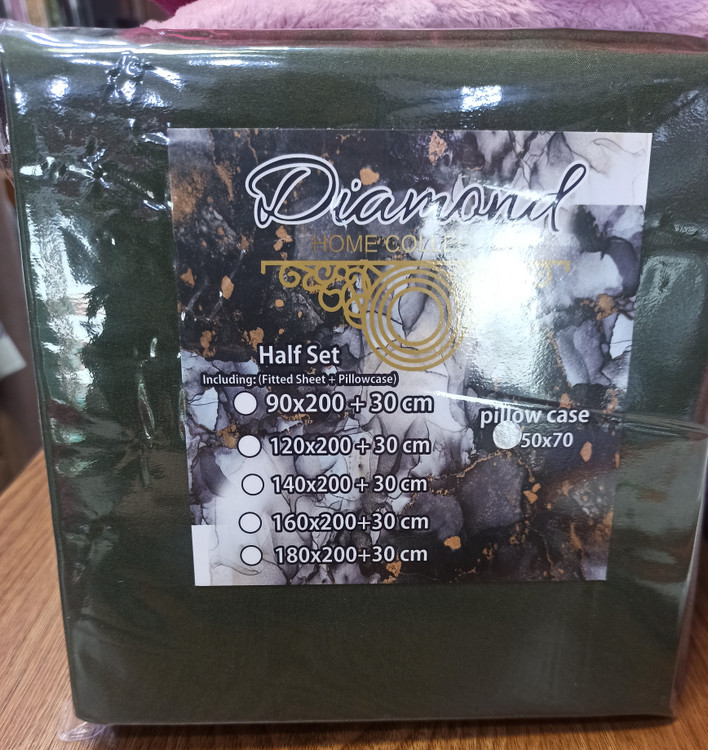 Diamond
HOME
Half Set
Including: (Fitted Sheet + Pillowcase)
90x200 + 30 cm
120x200 + 30 cm
140x200 + 30 cm
160x200+30 cm
180x200+30 cm
pillow case
50x70